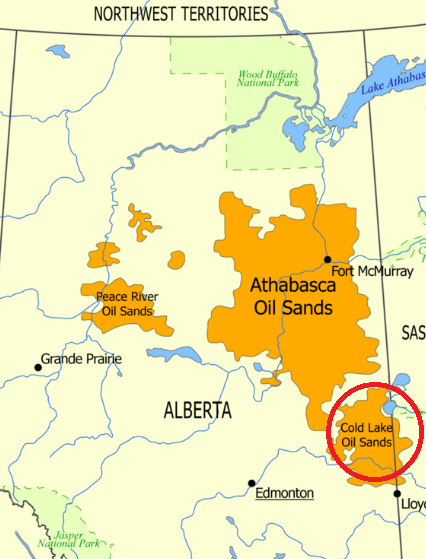 NORTHWEST TERRITORIES
Wood Buffalo
National Park
Lake Athabas
Fort McMurray
Athabasca
Oil Sands
Peace River
Oil Sands
SAS
Grande Prairie
ALBERTA
Cold Lake
Oil Sands
Edmonton
Lloy
Jasper
National Park